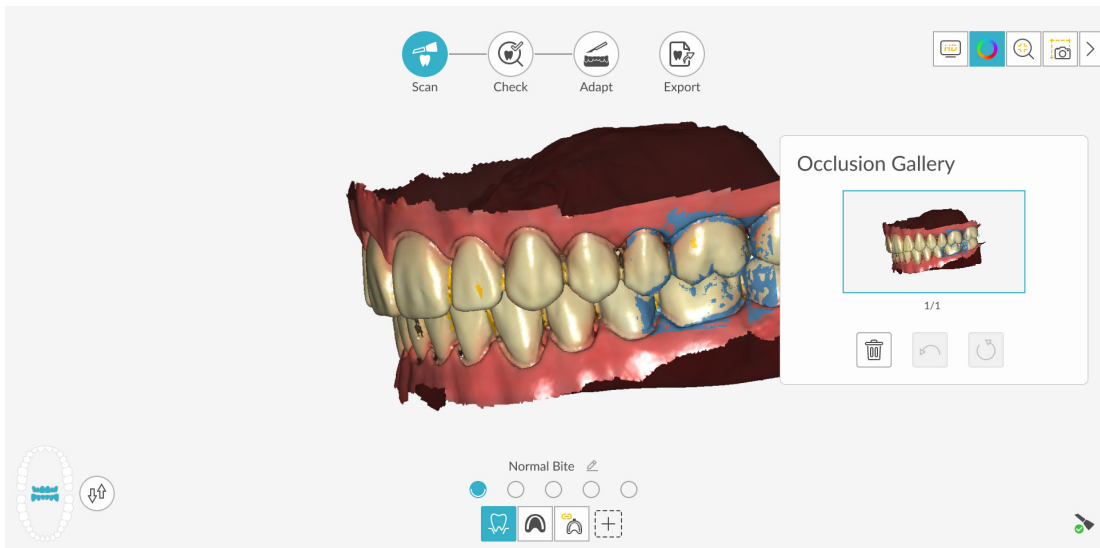 HD
Scan
Check
Adapt
Export
Occlusion Gallery
1/1
Normal Bite